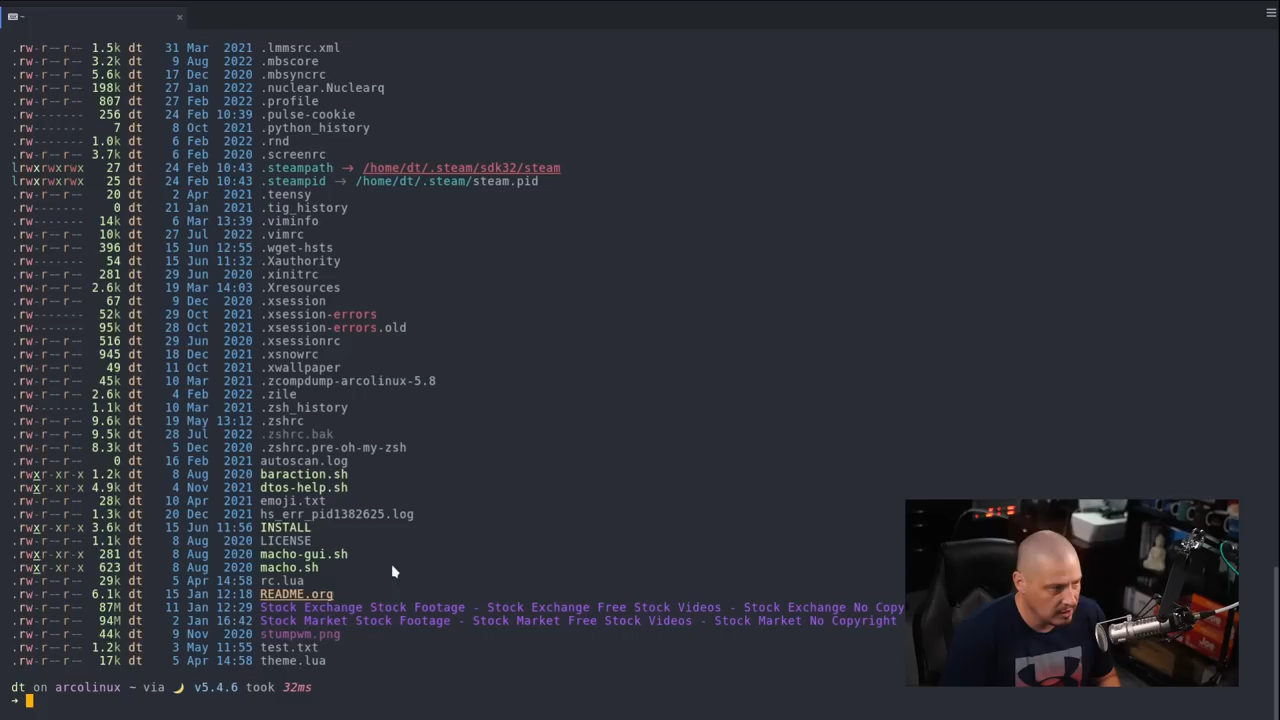 ~
.rw-r--r-- 1.5k dt 31 Mar 2021 .lmmsrc.xml
.rw-r--r-- 3.2k dt 9 Aug 2022 .mbscore
.rw-r--r-- 5.6k dt 17 Dec 2020 .mbsyncrc
.rw-r--r-- 198k dt 27 Jan 2022 .nuclear.Nuclearq
.rw-r--r-- 807 dt 27 Feb 2022 .profile
.rw------- 256 dt 24 Feb 10:39 .pulse-cookie
.rw------- 7 dt 8 Oct 2021 .python_history
.rw------- 1.0k dt 6 Feb 2022 .rnd
.rw-r--r-- 3.7k dt 6 Feb 2020 .screenrc
lrwxrwxrwx 27 dt 24 Feb 10:43 .steampath → /home/dt/.steam/sdk32/steam
lrwxrwxrwx 25 dt 24 Feb 10:43 .steampid → /home/dt/.steam/steam.pid
.rw-r--r-- 20 dt 2 Apr 2021 .teensy
.rw------- 0 dt 21 Jan 2021 .tig_history
.rw------- 14k dt 6 Mar 13:39 .viminfo
.rw-r--r-- 10k dt 27 Jul 2022 .vimrc
.rw-r--r-- 396 dt 15 Jun 12:55 .wget-hsts
.rw------- 54 dt 15 Jun 11:32 .Xauthority
.rw-r--r-- 281 dt 29 Jun 2020 .xinitrc
.rw-r--r-- 2.6k dt 19 Mar 14:03 .Xresources
.rw-r--r-- 67 dt 9 Dec 2020 .xsession
.rw------- 52k dt 29 Oct 2021 .xsession-errors
.rw------- 95k dt 28 Oct 2021 .xsession-errors.old
.rw-r--r-- 516 dt 29 Jun 2020 .xsessionrc
.rw-r--r-- 945 dt 18 Dec 2020 .xsnowrc
.rw-r--r-- 49 dt 11 Oct 2021 .xwallpaper
.rw-r--r-- 45k dt 10 Mar 2021 .zcompdump-arcolinux-5.8
.rw-r--r-- 2.6k dt 4 Feb 2022 .zile
.rw------- 1.1k dt 10 Mar 2021 .zsh_history
.rw-r--r-- 9.6k dt 19 May 13:12 .zshrc
.rw-r--r-- 9.5k dt 28 Jul 2022 .zshrc.bak
.rw-r--r-- 8.3k dt 5 Dec 2020 .zshrc.pre-oh-my-zsh
.rw-r--r-- 0 dt 16 Feb 2021 autoscan.log
.rwxr-xr-x 1.2k dt 8 Aug 2020 baraction.sh
.rwxr-xr-x 4.9k dt 4 Nov 2021 dtos-help.sh
.rw-r--r-- 28k dt 10 Apr 2021 emoji.txt
.rw-r--r-- 1.3k dt 20 Dec 2021 hs_err_pid1382625.log
.rwxr-xr-x 3.6k dt 15 Jun 11:56 INSTALL
.rw-r--r-- 1.1k dt 8 Aug 2020 LICENSE
.rwxr-xr-x 281 dt 8 Aug 2020 macho-gui.sh
.rwxr-xr-x 623 dt 8 Aug 2020 macho.sh
.rw-r--r-- 29k dt 5 Apr 14:58 rc.lua
.rw-r--r-- 6.1k dt 15 Jan 12:18 README.org
.rw-r--r-- 87M dt 11 Jan 12:29 Stock Exchange Stock Footage - Stock Exchange Free Stock Videos - Stock Exchange No Copy
.rw-r--r-- 94M dt 2 Jan 16:42 Stock Market Stock Footage - Stock Market Free Stock Videos - Stock Market No Copyright
.rw-r--r-- 44k dt 9 Nov 2020 stumpwm.png
.rw-r--r-- 1.2k dt 3 May 11:55 test.txt
.rw-r--r-- 17k dt 5 Apr 14:58 theme.lua
dt on arcolinux ~ via 🌙 v5.4.6 took 32ms
→